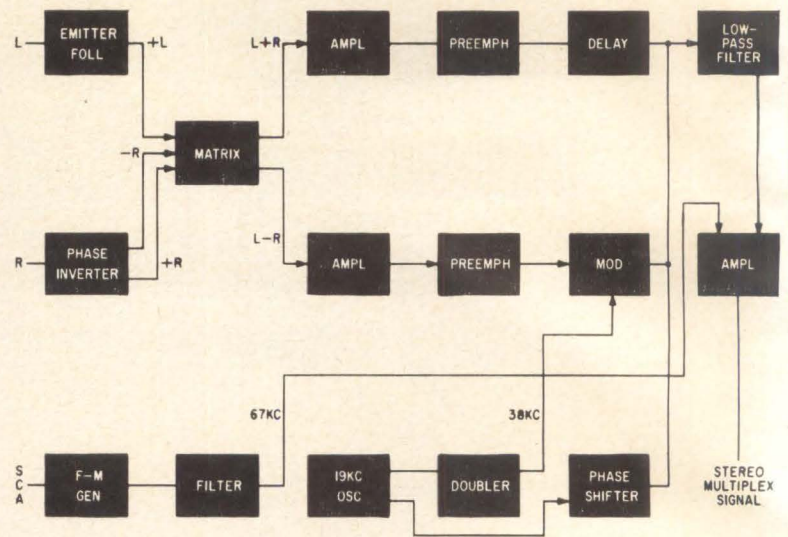 L
EMITTER
FOLL
+L
L+R
AMPL
PREEMPH
DELAY
LOW-
PASS
FILTER
-R
MATRIX
R
PHASE
INVERTER
+R
L-R
AMPL
PREEMPH
MOD
AMPL
67KC
38KC
S
C
A
F-M
GEN
FILTER
19KC
OSC
DOUBLER
PHASE
SHIFTER
STEREO
MULTIPLEX
SIGNAL